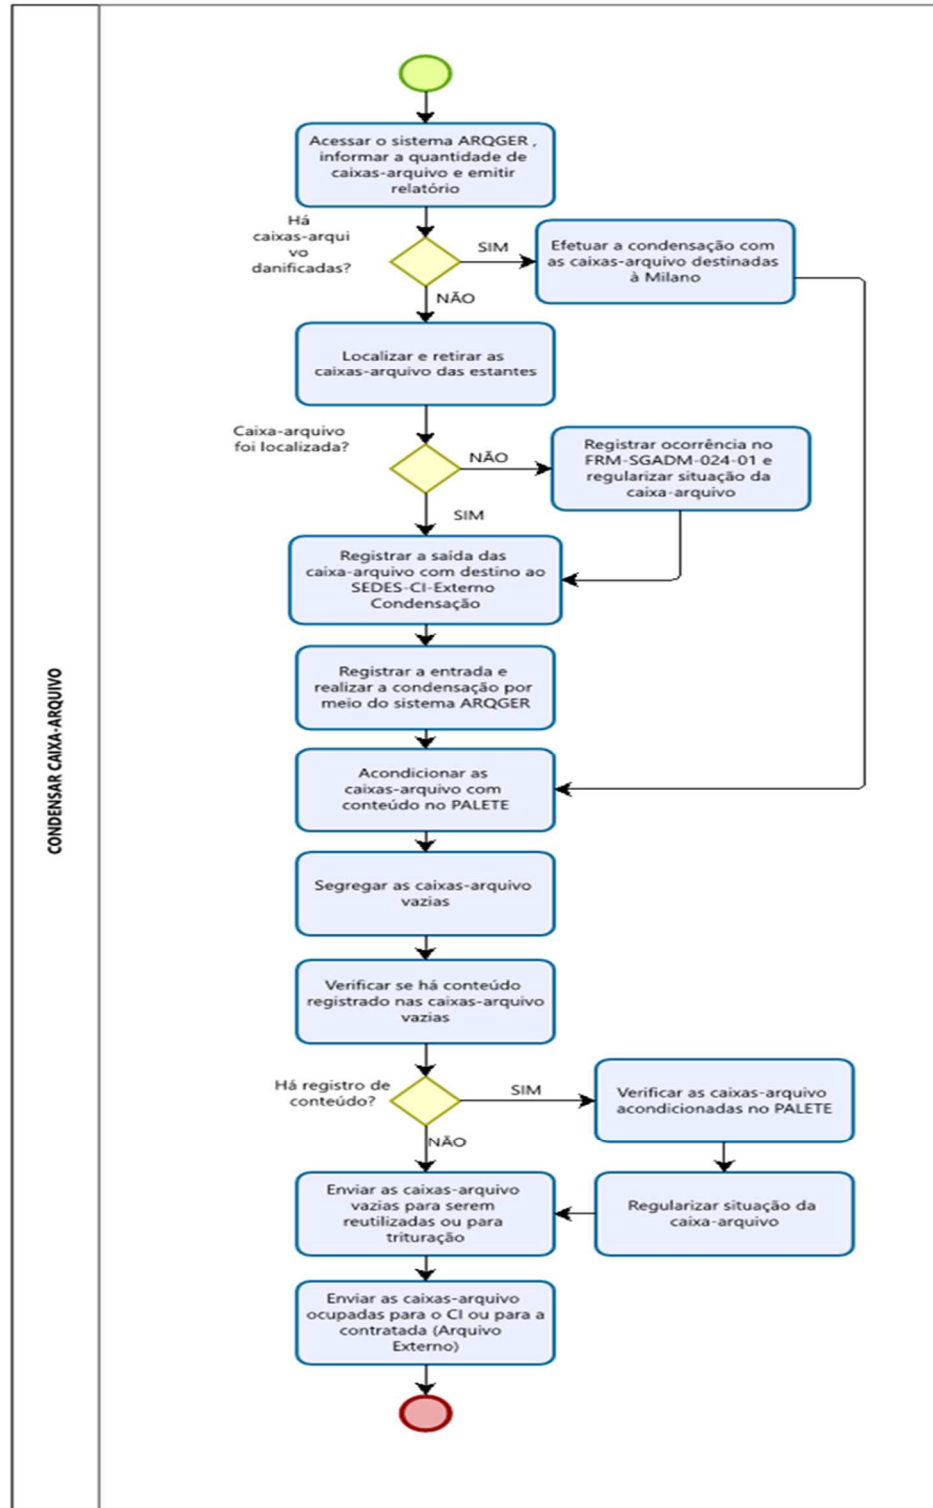 CONDENSAR CAIXA-ARQUIVO
Acessar o sistema ARQGER ,
informar a quantidade de
caixas-arquivo e emitir
relatório
Há
caixas-arqui
vo
danificadas?
SIM
Efetuar a condensação com
as caixas-arquivo destinadas
à Milano
NÃO
Localizar e retirar as
caixas-arquivo das estantes
Caixa-arquivo
foi localizada?
NÃO
Registrar ocorrência no
FRM-SGADM-024-01 e
regularizar situação da
caixa-arquivo
SIM
Registrar a saída das
caixa-arquivo com destino ao
SEDES-CI-Externo
Condensação
Registrar a entrada e
realizar a condensação por
meio do sistema ARQGER
Acondicionar as
caixas-arquivo com
conteúdo no PALETE
Segregar as caixas-arquivo
vazias
Verificar se há conteúdo
registrado nas caixas-arquivo
vazias
Há registro de
conteúdo?
SIM
Verificar as caixas-arquivo
acondicionadas no PALETE
NÃO
Enviar as caixas-arquivo
vazias para serem
reutilizadas ou para
trituração
Regularizar situação da
caixa-arquivo
Enviar as caixas-arquivo
ocupadas para o CI ou para a
contratada (Arquivo
Externo)